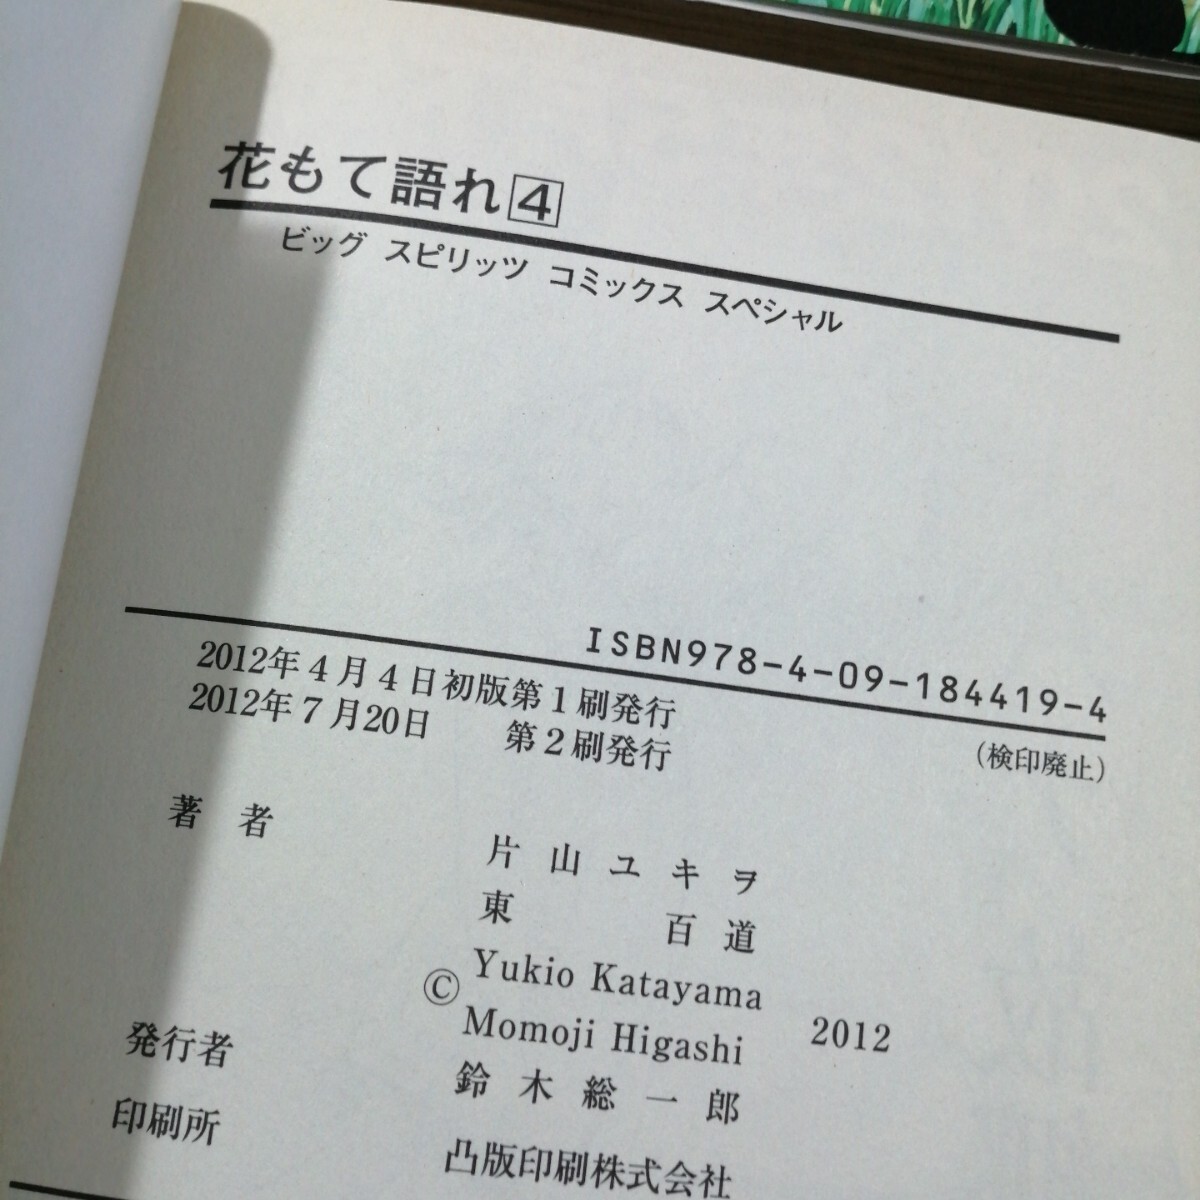 花もて語れ 4
ビッグ スピリッツ コミックス スペシャル
ISBN978-4-09-184419-4
2012年4月4日初版第1刷発行
(検印廃止)
2012年7月20日 第2刷発行
著者 片山ユキヲ
東 百道
© Yukio Katayama
Momoji Higashi 2012
発行者 鈴木総一郎
印刷所 凸版印刷株式会社